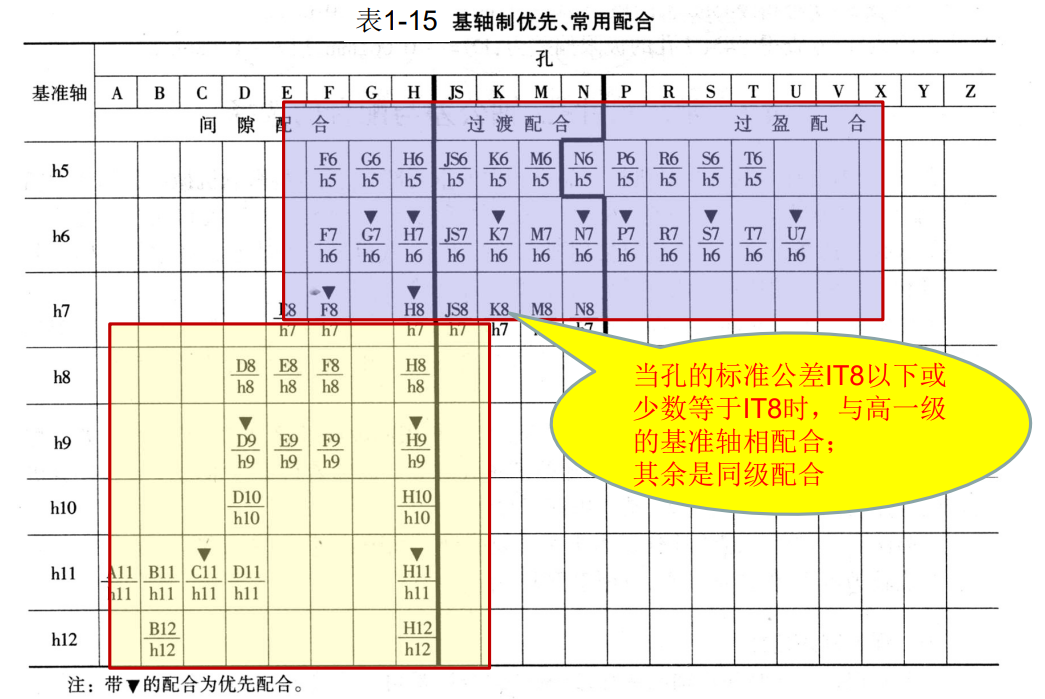 表1-15 基轴制优先、常用配合
基准轴 孔
A B C D E F G H JS K M N P R S T U V X Y Z
间隙配合 过渡配合 过盈配合
h5 F6/h5 G6/h5 H6/h5 JS6/h5 K6/h5 M6/h5 N6/h5 P6/h5 R6/h5 S6/h5 T6/h5
h6 F7/h6 ▼G7/h6 ▼H7/h6 JS7/h6 ▼K7/h6 M7/h6 ▼N7/h6 ▼P7/h6 R7/h6 ▼S7/h6 T7/h6 ▼U7/h6
h7 E8/h7 ▼F8/h7 ▼H8/h7 JS8/h7 K8/h7 M8 N8/h7
h8 D8/h8 E8/h8 F8/h8 H8/h8
h9 ▼D9/h9 E9/h9 F9/h9 ▼H9/h9
h10 D10/h10 H10/h10
h11 A11/h11 B11/h11 ▼C11/h11 D11/h11 ▼H11/h11
h12 B12/h12 H12/h12
当孔的标准公差IT8以下或
少数等于IT8时，与高一级
的基准轴相配合；
其余是同级配合
注：带▼的配合为优先配合。